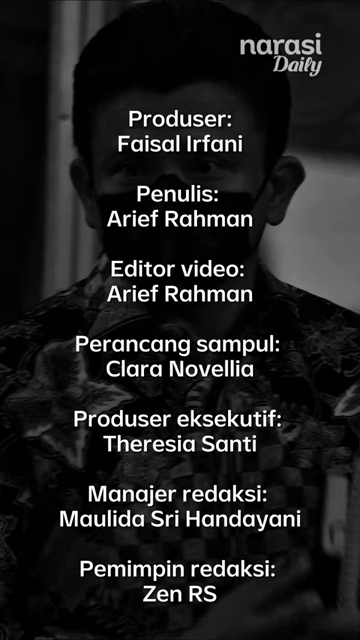 narasi
Daily
Produser:
Faisal Irfani
Penulis:
Arief Rahman
Editor video:
Arief Rahman
Perancang sampul:
Clara Novellia
Produser eksekutif:
Theresia Santi
Manajer redaksi:
Maulida Sri Handayani
Pemimpin redaksi:
Zen RS